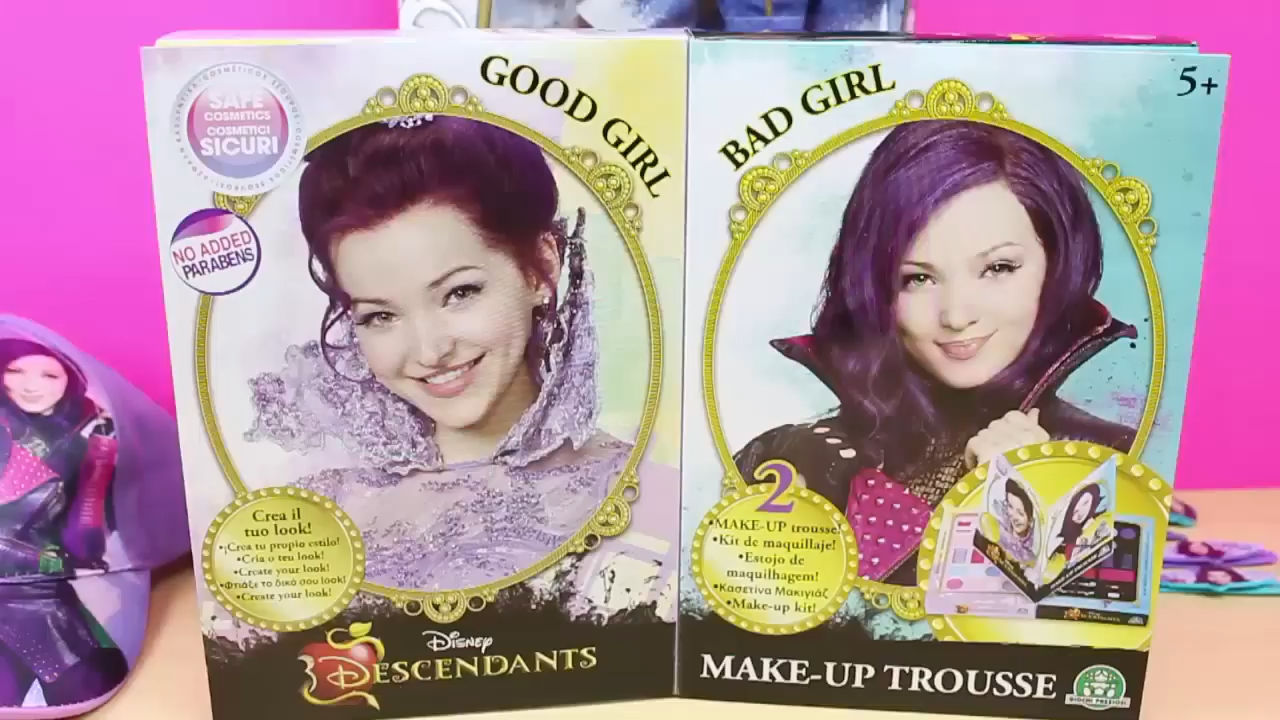 GOOD GIRL
SAFE
COSMETICS
COSMETICI
SICURI
NO ADDED
PARABENS
Crea il
tuo look!
•¡Crea tu propio estilo!
•Cria o teu look!
•Create your look!
•Φτιάξε το δικό σου look!
•Create your look!
DISNEY
DESCENDANTS
BAD GIRL
5+
2
•MAKE-UP trousse!
•Kit de maquillaje!
•Estojo de
maquilhagem!
•Κασετίνα Μακιγιάζ
•Make-up kit!
MAKE-UP TROUSSE
GIOCHI PREZIOSI